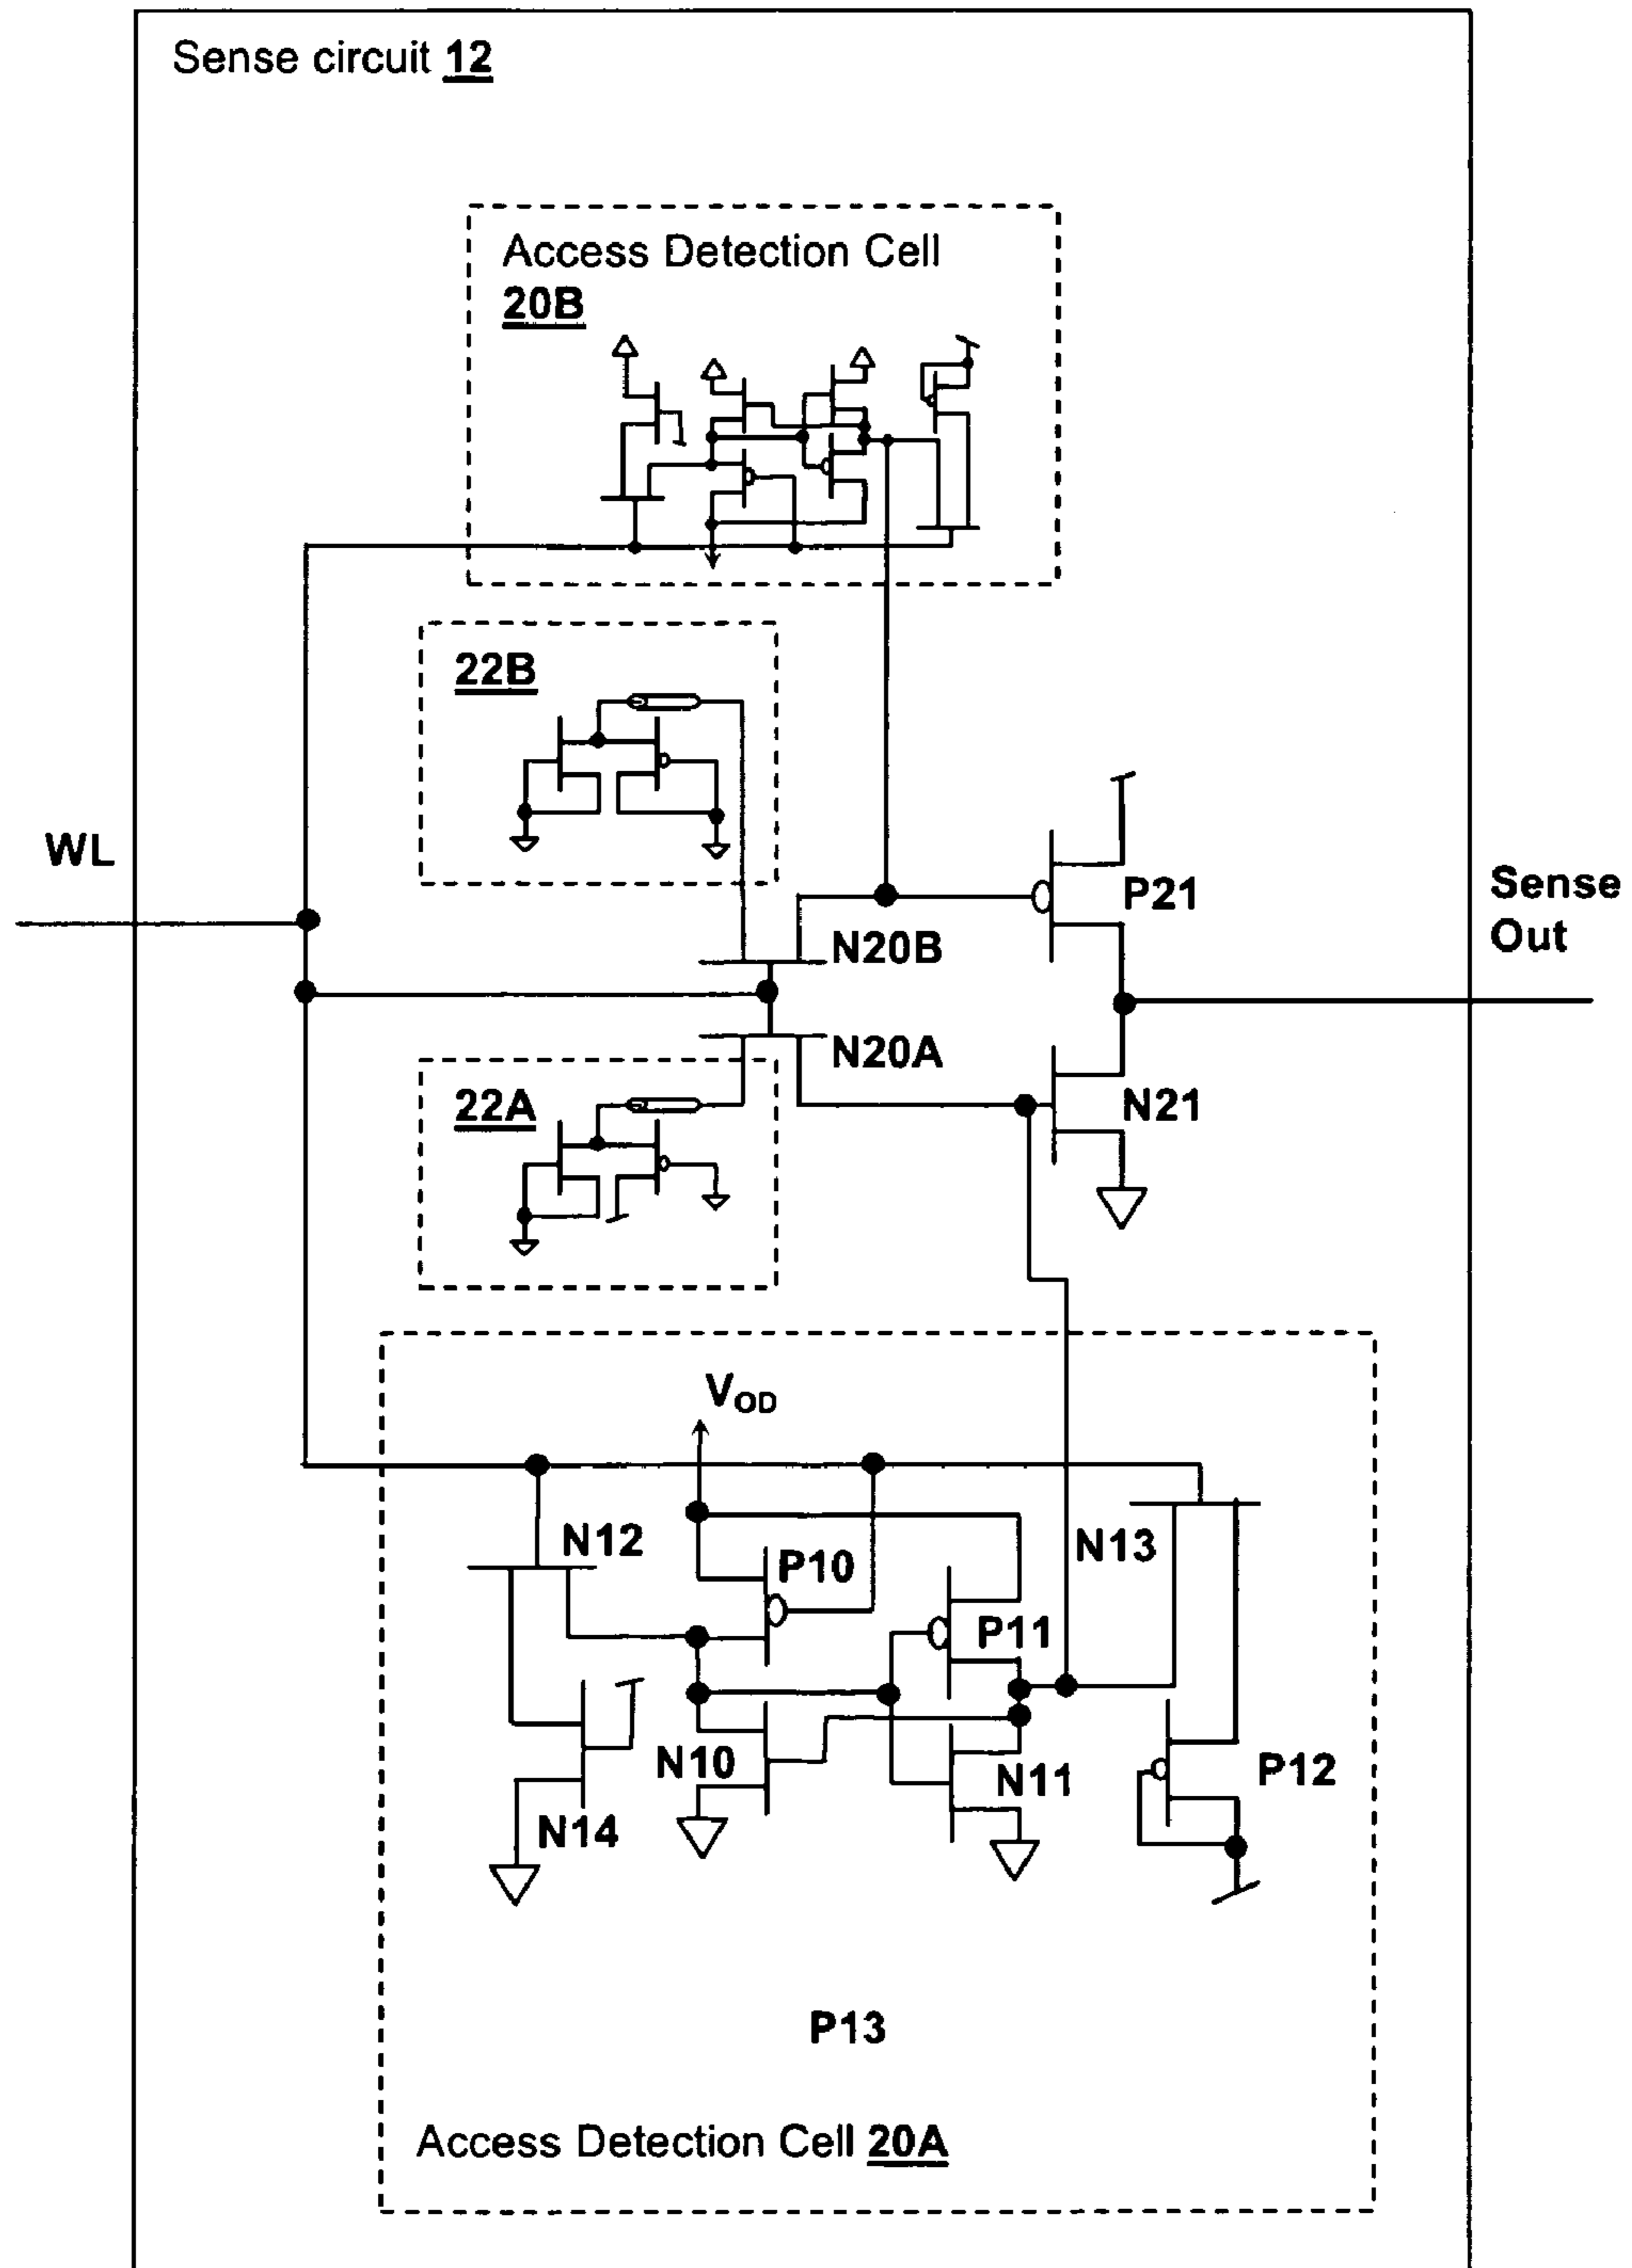 Sense circuit 12
Access Detection Cell
20B
22B
WL
P21
Sense
Out
N20B
N20A
22A
N21
VOD
N12
P10
N13
P11
N10
N11
P12
N14
P13
Access Detection Cell 20A